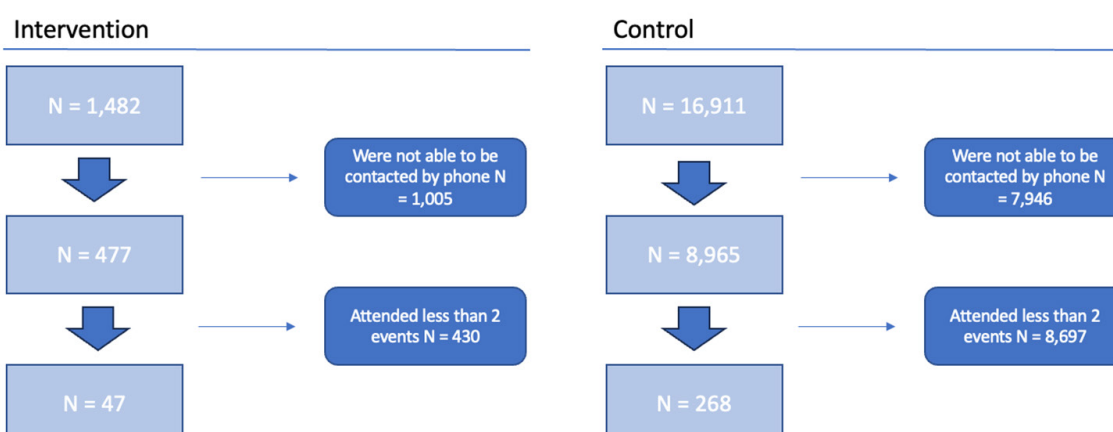 Intervention
N = 1,482
Were not able to be
contacted by phone N
= 1,005
N = 477
Attended less than 2
events N = 430
N = 47
Control
N = 16,911
Were not able to be
contacted by phone N
= 7,946
N = 8,965
Attended less than 2
events N = 8,697
N = 268